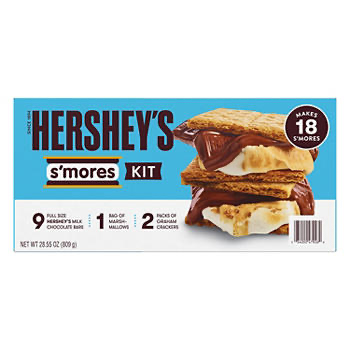 SINCE 1894
HERSHEY'S
s'mores KIT
MAKES
18
S'MORES
9 FULL SIZE
HERSHEY'S MILK
CHOCOLATE BARS
1 BAG OF
MARSH-
MALLOWS
2 PACKS OF
GRAHAM
CRACKERS
NET WT 28.55 OZ (809 g)